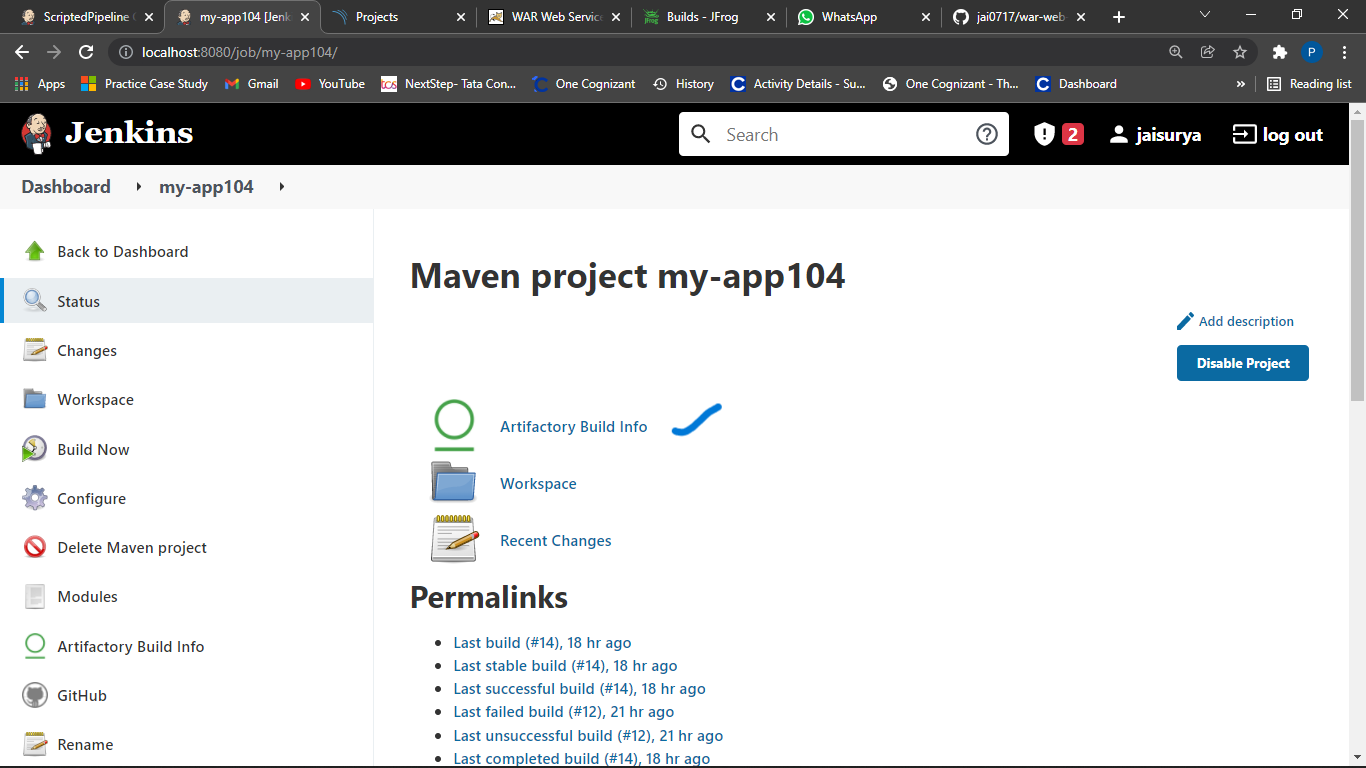 ScriptedPipeline
my-app104 [Jenk
Projects
WAR Web Service
Builds - JFrog
WhatsApp
jai0717/war-web
localhost:8080/job/my-app104/
P
Apps
Practice Case Study
Gmail
YouTube
NextStep- Tata Con...
One Cognizant
History
Activity Details - Su...
One Cognizant - Th...
Dashboard
»
Reading list
Jenkins
Search
2
jaisurya
log out
Dashboard
my-app104
Back to Dashboard
Status
Changes
Workspace
Build Now
Configure
Delete Maven project
Modules
Artifactory Build Info
GitHub
Rename
Maven project my-app104
Add description
Disable Project
Artifactory Build Info
Workspace
Recent Changes
Permalinks
Last build (#14), 18 hr ago
Last stable build (#14), 18 hr ago
Last successful build (#14), 18 hr ago
Last failed build (#12), 21 hr ago
Last unsuccessful build (#12), 21 hr ago
Last completed build (#14), 18 hr ago